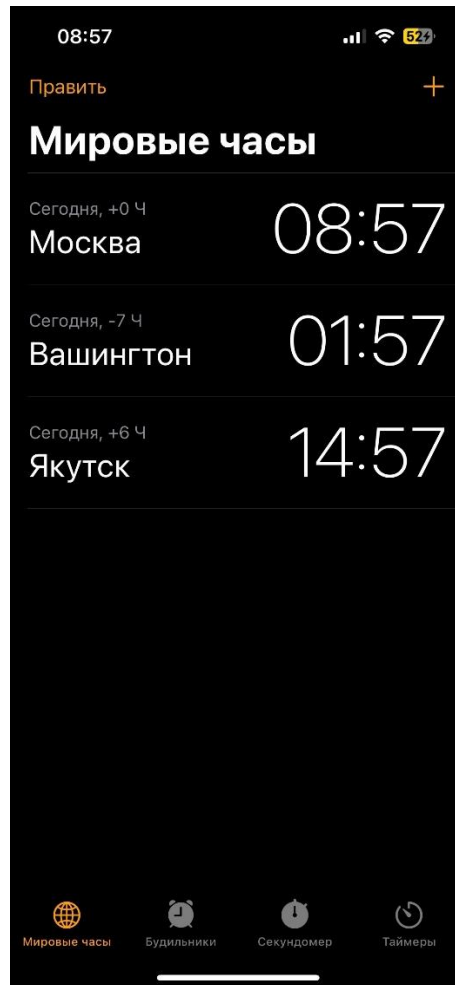 08:57 52
Править +
Мировые часы
Сегодня, +0 Ч
Москва 08:57
Сегодня, -7 Ч
Вашингтон 01:57
Сегодня, +6 Ч
Якутск 14:57
Мировые часы Будильники Секундомер Таймеры